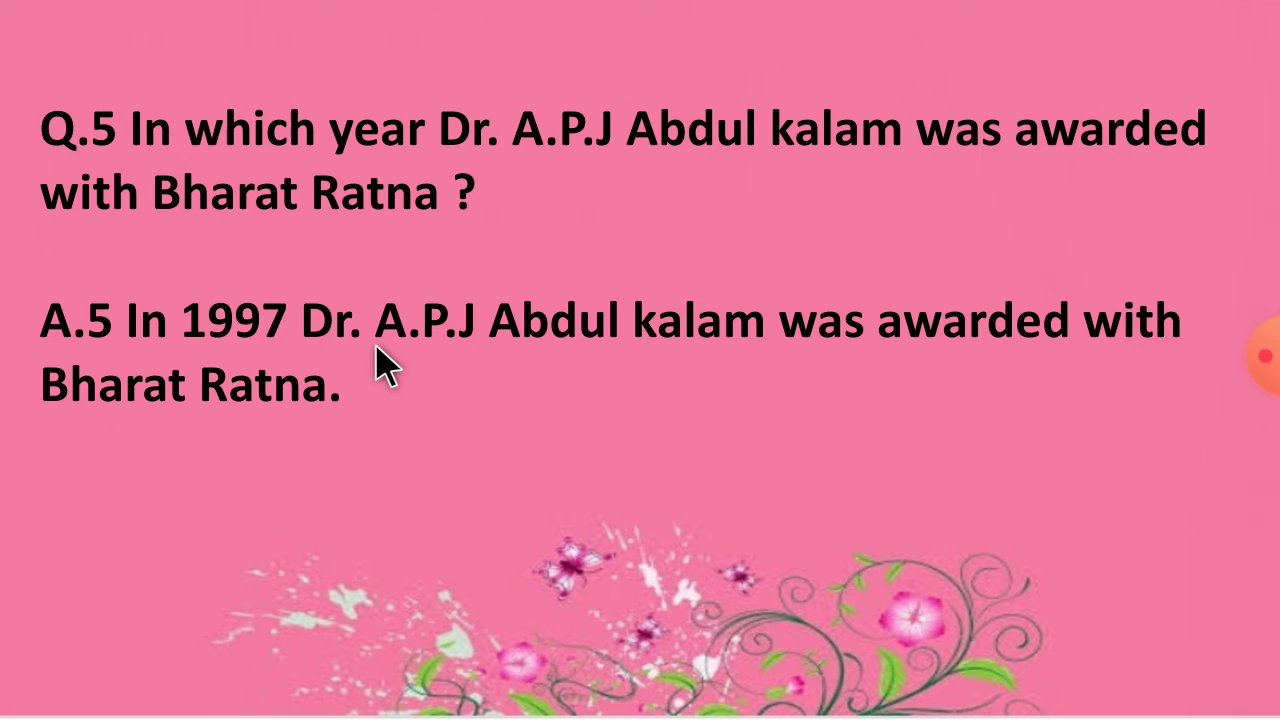 Q.5 In which year Dr. A.P.J Abdul kalam was awarded
with Bharat Ratna ?
A.5 In 1997 Dr. A.P.J Abdul kalam was awarded with
Bharat Ratna.